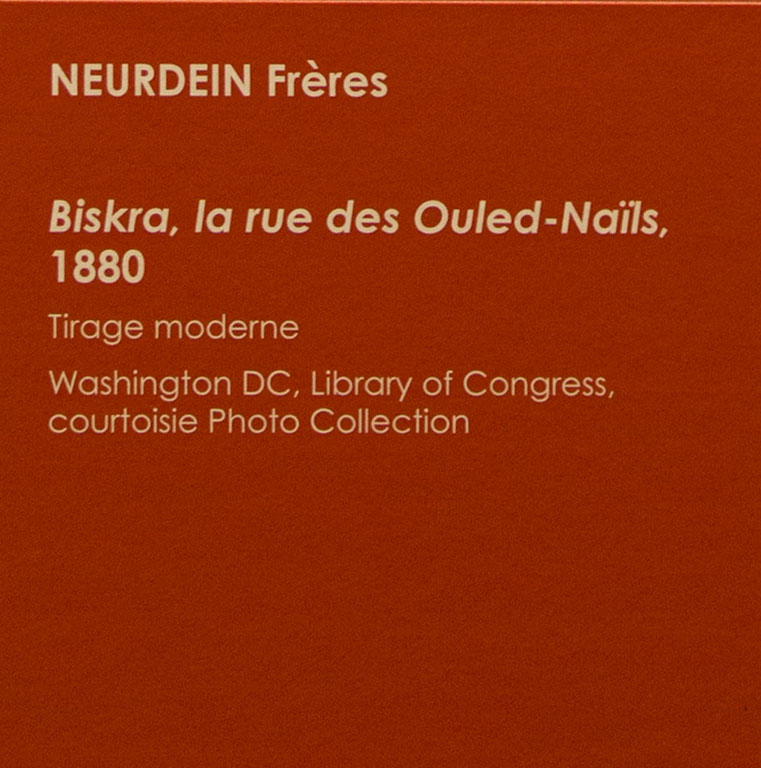 NEURDEIN Frères
Biskra, la rue des Ouled-Naïls,
1880
Tirage moderne
Washington DC, Library of Congress,
courtoisie Photo Collection